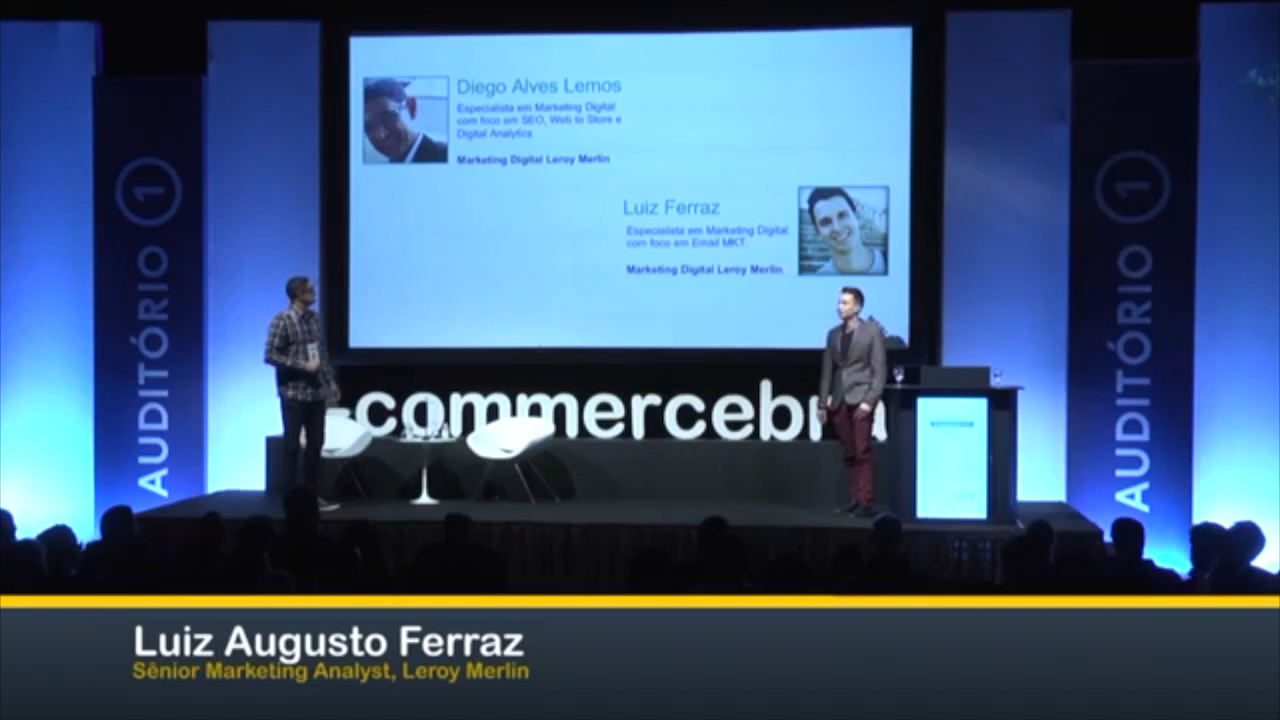 Diego Alves Lemos
Especialista em Marketing Digital
com foco em SEO, Web to Store e
Digital Analytics
Marketing Digital Leroy Merlin
Luiz Ferraz
Especialista em Marketing Digital
com foco em Email MKT.
Marketing Digital Leroy Merlin
AUDITÓRIO 1
AUDITÓRIO 1
commercebra
Luiz Augusto Ferraz
Sênior Marketing Analyst, Leroy Merlin